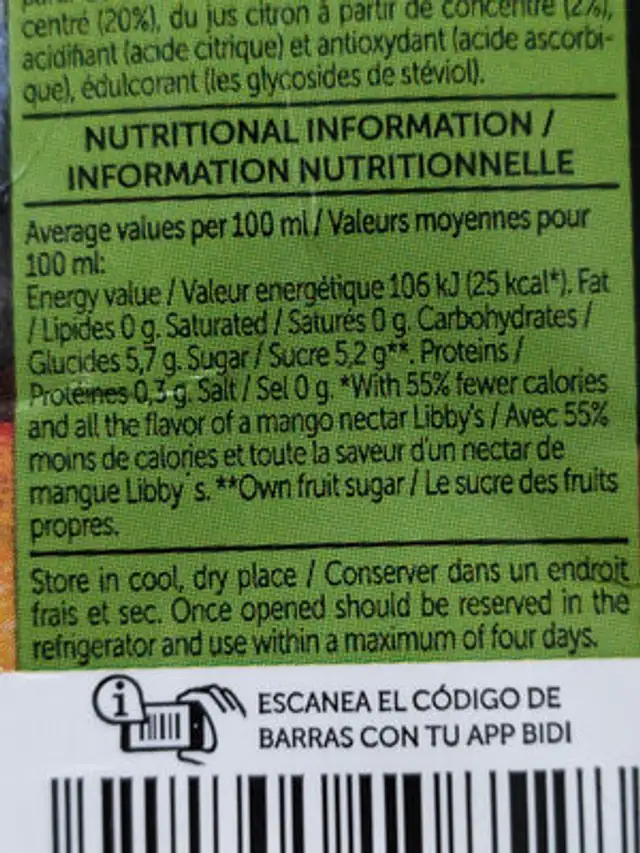 centré (20%), du jus citron à partir de concentré (2%),
acidifiant (acide citrique) et antioxydant (acide ascorbi-
que), édulcorant (les glycosides de stéviol).
NUTRITIONAL INFORMATION /
INFORMATION NUTRITIONNELLE
Average values per 100 ml / Valeurs moyennes pour
100 ml:
Energy value / Valeur energétique 106 kJ (25 kcal*). Fat
/ Lipides 0 g. Saturated / Saturés 0 g. Carbohydrates /
Glucides 5,7 g. Sugar / Sucre 5,2 g**. Proteins /
Protéines 0,3 g. Salt / Sel 0 g. *With 55% fewer calories
and all the flavor of a mango nectar Libby's / Avec 55%
moins de calories et toute la saveur d'un nectar de
mangue Libby´s. **Own fruit sugar / Le sucre des fruits
propres.
Store in cool, dry place / Conserver dans un endroit
frais et sec. Once opened should be reserved in the
refrigerator and use within a maximum of four days.
ESCANEA EL CÓDIGO DE
BARRAS CON TU APP BIDI